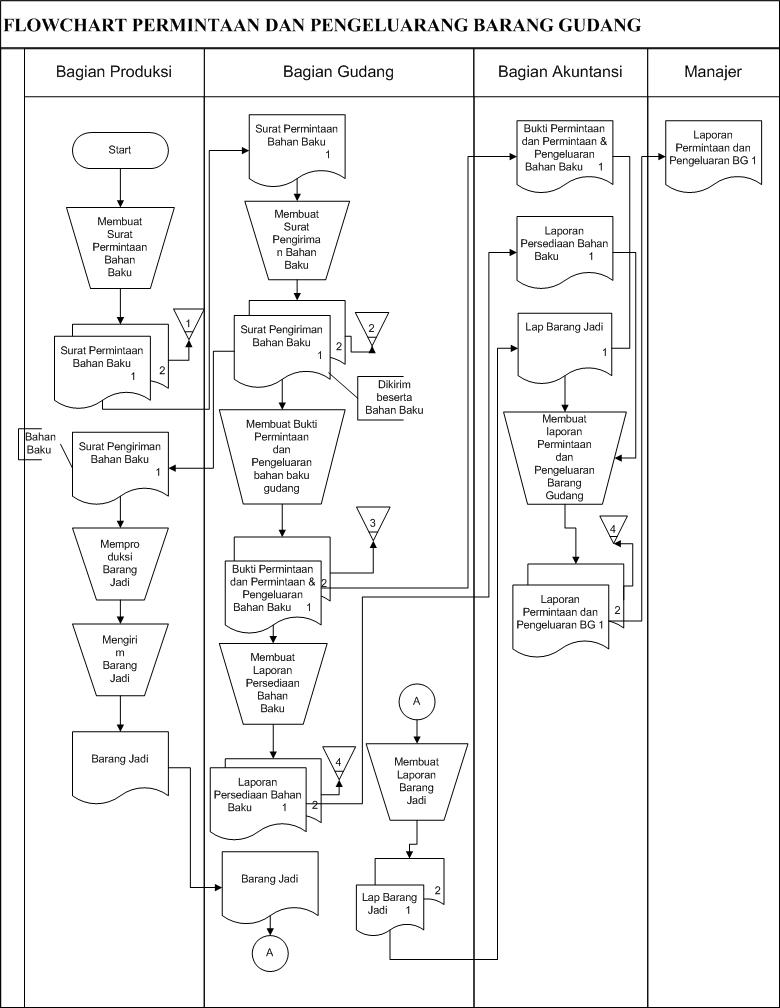 FLOWCHART PERMINTAAN DAN PENGELUARANG BARANG GUDANG
Bagian Produksi
Bagian Gudang
Bagian Akuntansi
Manajer
Start
Membuat
Surat
Permintaan
Bahan
Baku
1
Surat Permintaan
Bahan Baku
1
2
Bahan
Baku
Surat Pengiriman
Bahan Baku
1
Mempro
duksi
Barang
Jadi
Mengiri
m
Barang
Jadi
Barang Jadi
Surat Permintaan
Bahan Baku
1
Membuat
Surat
Pengirima
n Bahan
Baku
2
Surat Pengiriman
Bahan Baku
1
2
Dikirim
beserta
Bahan Baku
Membuat Bukti
Permintaan
dan
Pengeluaran
bahan baku
gudang
3
Bukti Permintaan
dan Permintaan &
Pengeluaran
Bahan Baku 1
2
Membuat
Laporan
Persediaan
Bahan
Baku
4
Laporan
Persediaan Bahan
Baku 1
2
Barang Jadi
A
A
Membuat
Laporan
Barang
Jadi
Lap Barang
Jadi 1
2
Bukti Permintaan
dan Permintaan &
Pengeluaran
Bahan Baku 1
Laporan
Persediaan Bahan
Baku 1
Lap Barang Jadi
1
Membuat
laporan
Permintaan
dan
Pengeluaran
Barang
Gudang
4
Laporan
Permintaan dan
Pengeluaran BG 1
2
Laporan
Permintaan dan
Pengeluaran BG 1